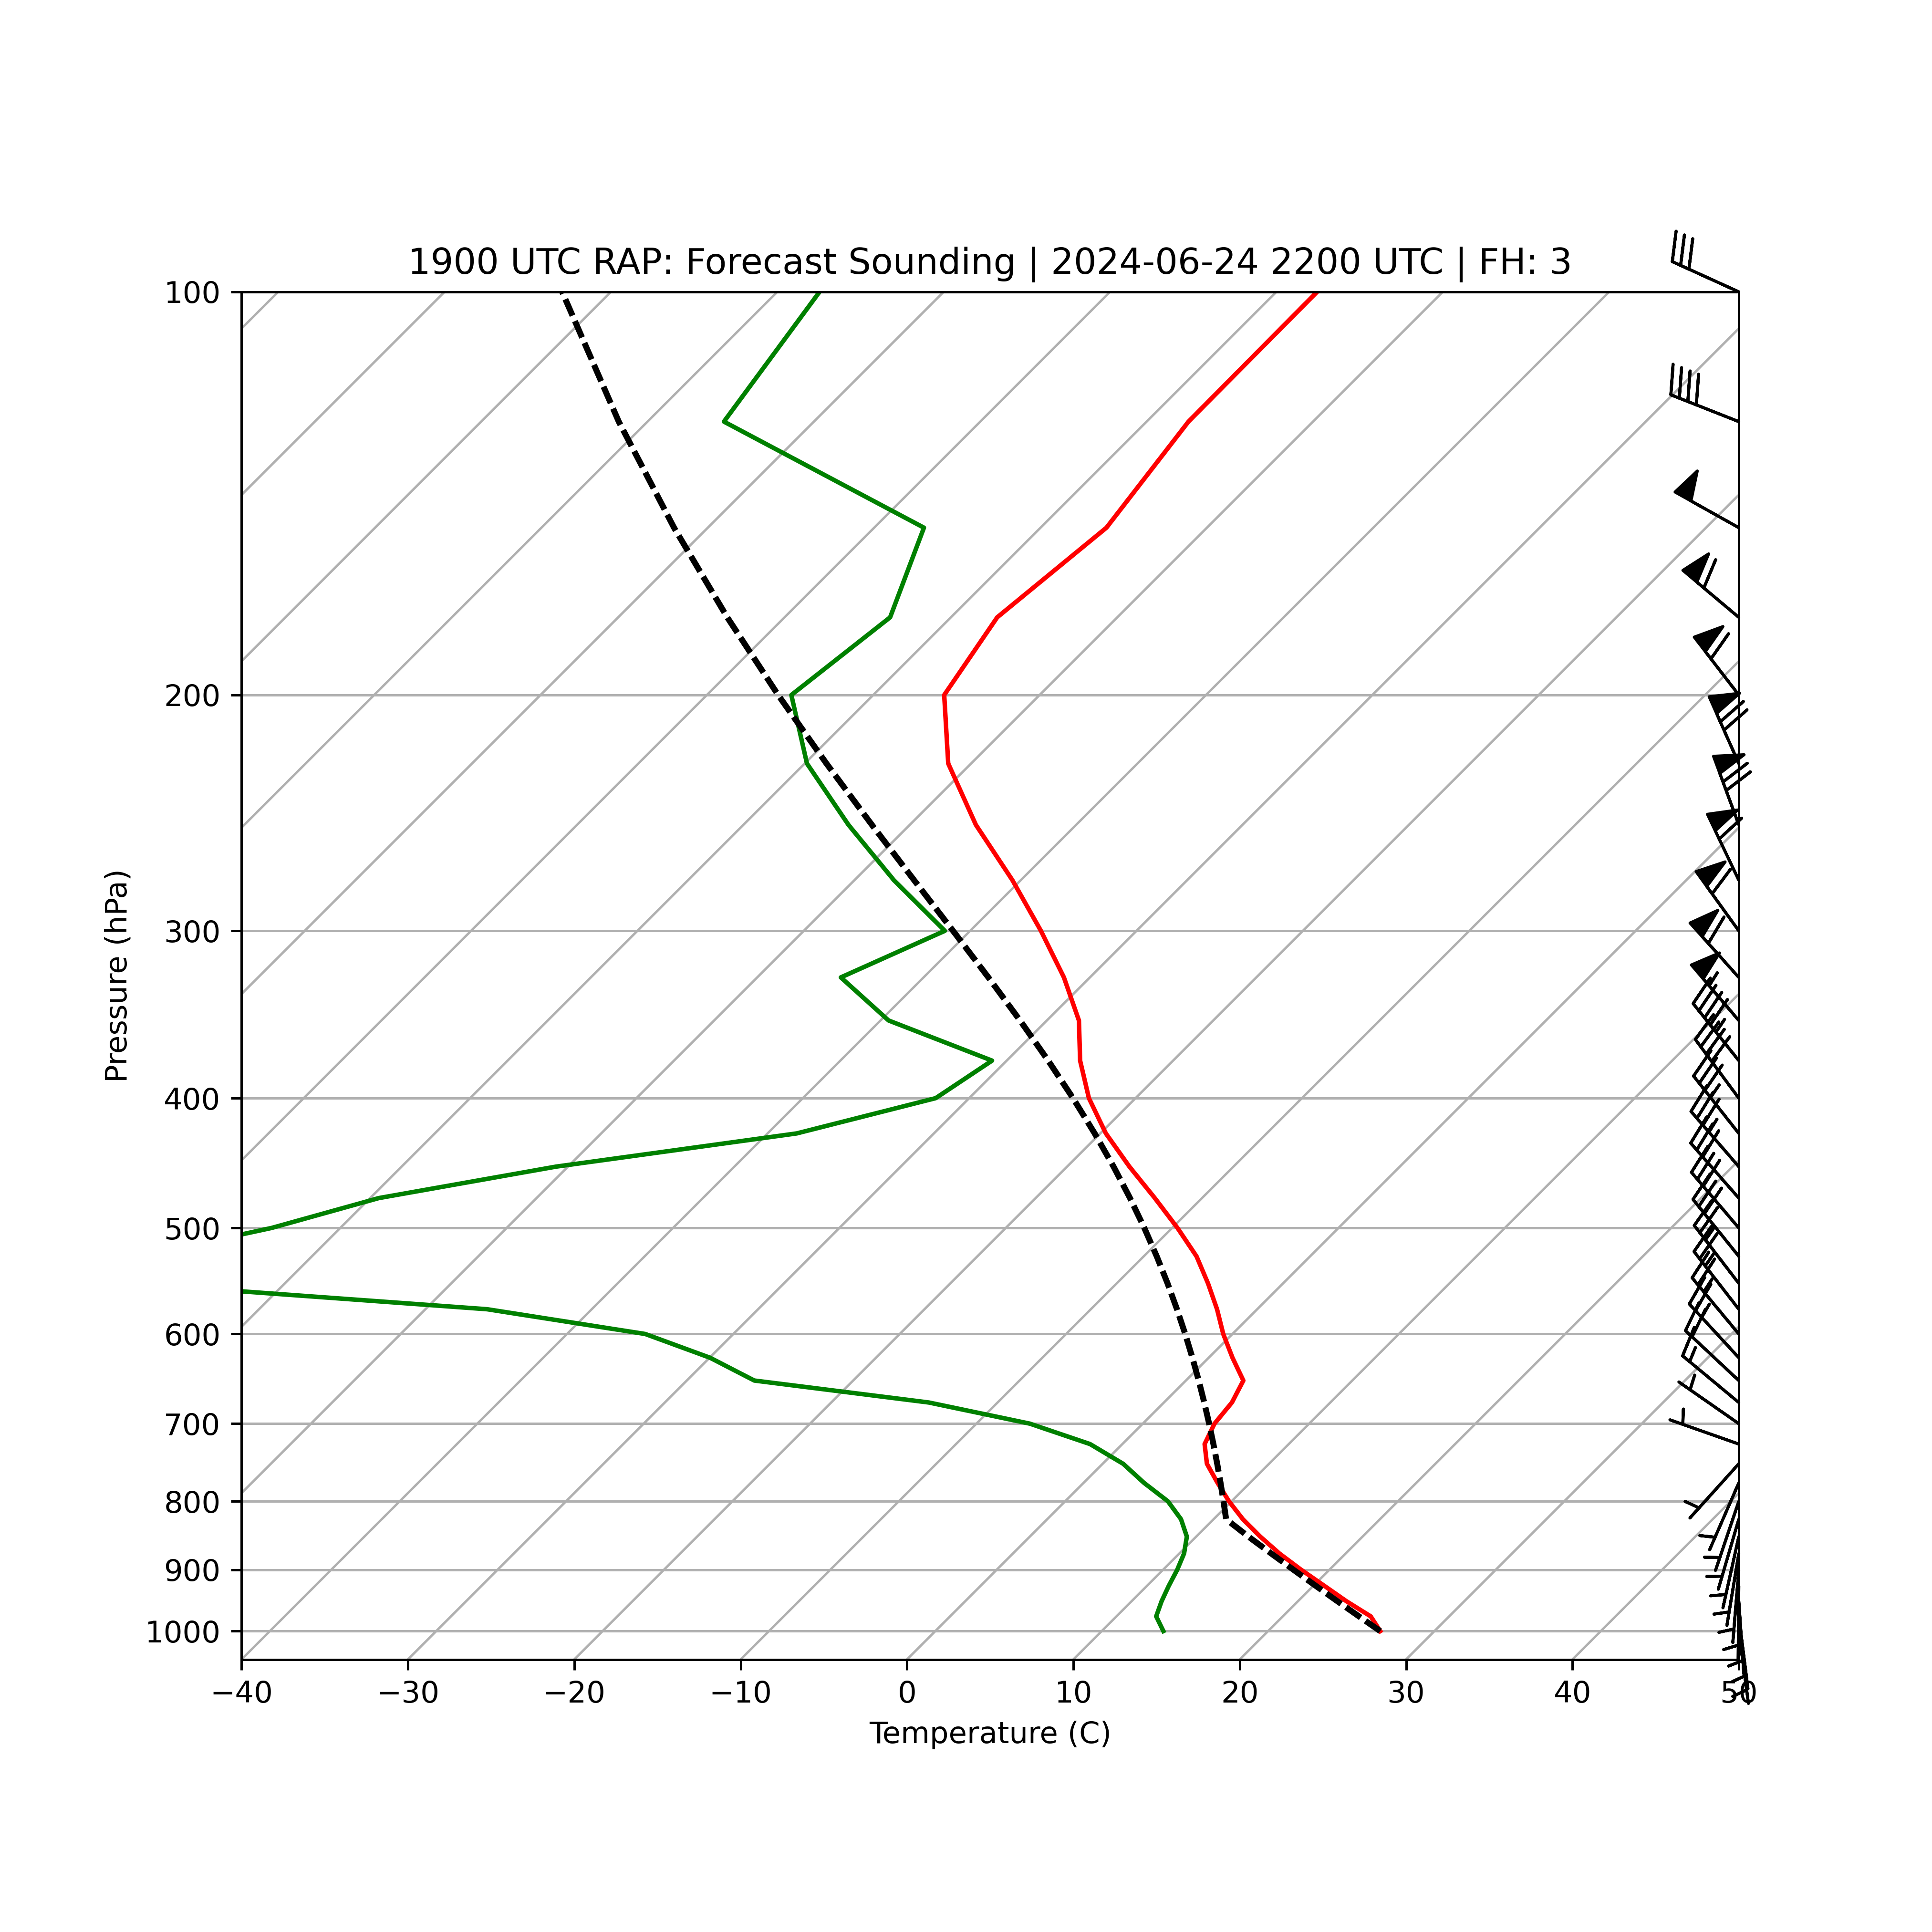 1900 UTC RAP: Forecast Sounding | 2024-06-24 2200 UTC | FH: 3
100
200
300
400
500
600
700
800
900
1000
Pressure (hPa)
−40 −30 −20 −10 0 10 20 30 40 50
Temperature (C)